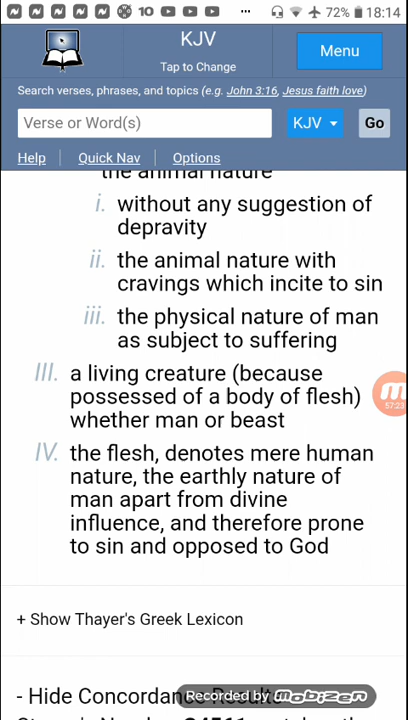 10
72% 18:14
KJV
Tap to Change
Menu
Search verses, phrases, and topics (e.g. John 3:16, Jesus faith love)
Verse or Word(s) KJV Go
Help Quick Nav Options
the animal nature
i. without any suggestion of
depravity
ii. the animal nature with
cravings which incite to sin
iii. the physical nature of man
as subject to suffering
III. a living creature (because
possessed of a body of flesh)
whether man or beast
57:23
IV. the flesh, denotes mere human
nature, the earthly nature of
man apart from divine
influence, and therefore prone
to sin and opposed to God
+ Show Thayer's Greek Lexicon
- Hide Concordance Results
Recorded by mobizen